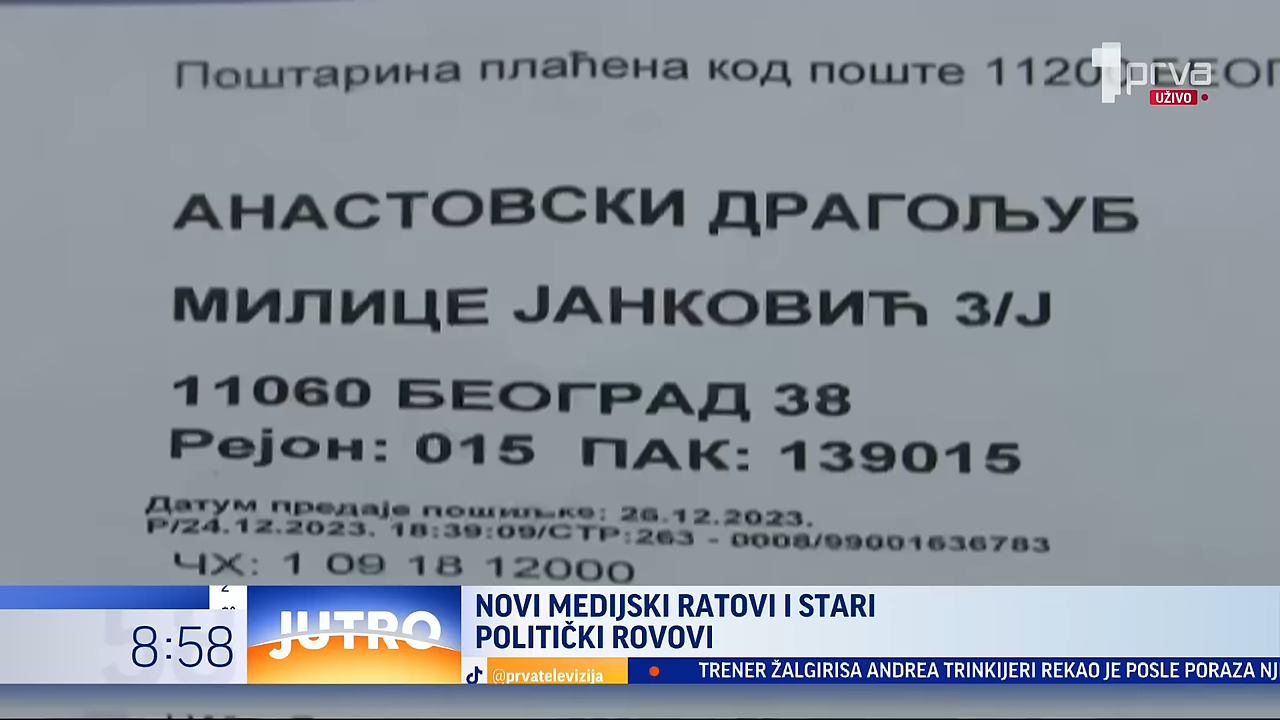 Поштарина плаћена код поште 11200
prva
UŽIVO
АНАСТОВСКИ ДРАГОЉУБ
МИЛИЦЕ ЈАНКОВИЋ 3/Ј
11060 БЕОГРАД 38
Рејон: 015 ПАК: 139015
Датум предаје пошиљке: 26.12.2023.
Р/24.12.2023. 18:39:09/СТР:263 - 0008/99001636783
ЧХ: 1 09 18 12000
8:58
JUTRO
NOVI MEDIJSKI RATOVI I STARI
POLITIČKI ROVOVI
@prvatelevizija
TRENER ŽALGIRISA ANDREA TRINKIJERI REKAO JE POSLE PORAZA NJ